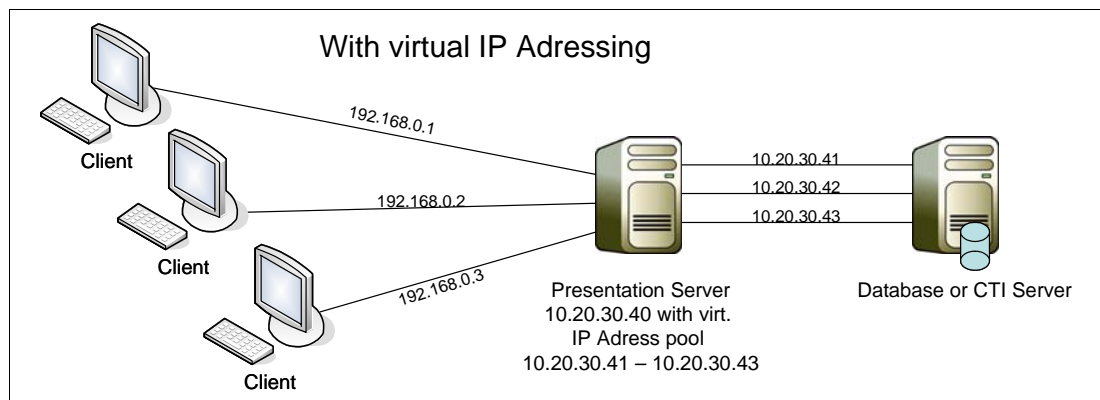 With virtual IP Adressing
192.168.0.1
Client
192.168.0.2
Client
192.168.0.3
Client
10.20.30.41
10.20.30.42
10.20.30.43
Presentation Server
10.20.30.40 with virt.
IP Adress pool
10.20.30.41 – 10.20.30.43
Database or CTI Server